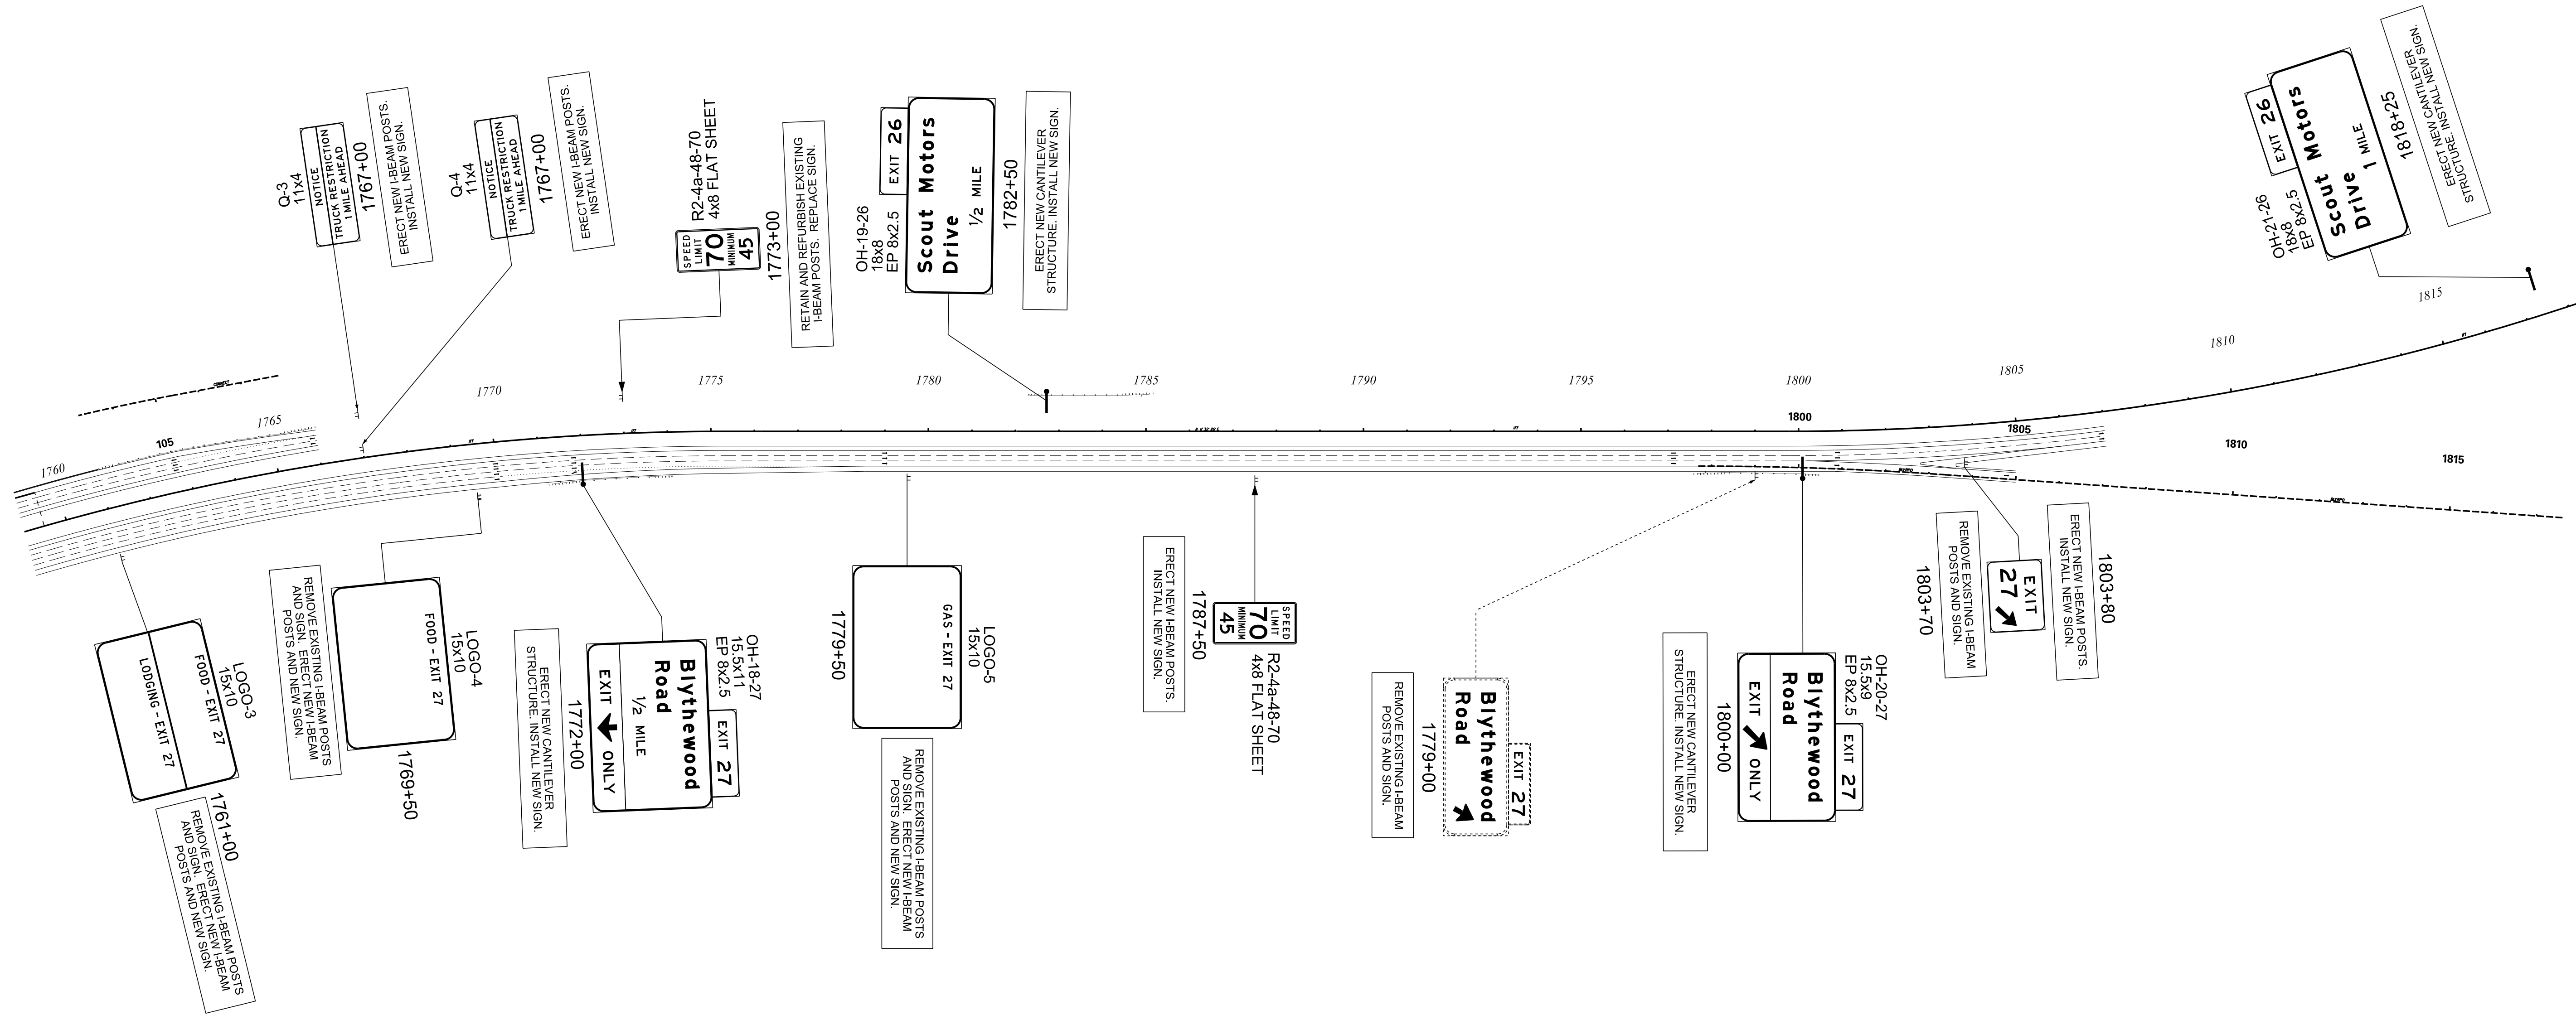 Q-3
11x4
NOTICE
TRUCK RESTRICTION
1 MILE AHEAD
1767+00
ERECT NEW I-BEAM POSTS.
INSTALL NEW SIGN.
Q-4
11x4
NOTICE
TRUCK RESTRICTION
1 MILE AHEAD
1767+00
ERECT NEW I-BEAM POSTS.
INSTALL NEW SIGN.
R2-4a-48-70
4x8 FLAT SHEET
SPEED
LIMIT
70
MINIMUM
45
1773+00
RETAIN AND REFURBISH EXISTING
I-BEAM POSTS. REPLACE SIGN.
OH-19-26
18x8
EP 8x2.5
EXIT 26
Scout Motors
Drive
1/2 MILE
1782+50
ERECT NEW CANTILEVER
STRUCTURE. INSTALL NEW SIGN.
OH-21-26
18x8
EP 8x2.5
EXIT 26
Scout Motors
Drive
1 MILE
1818+25
ERECT NEW CANTILEVER
STRUCTURE. INSTALL NEW SIGN.
CONNECT
1760
105
1765
1770
1775
1780
1785
1790
1795
1800
1805
1810
1815
1800
1805
1810
1815
LOGO-3
15x10
FOOD - EXIT 27
LODGING - EXIT 27
1761+00
REMOVE EXISTING I-BEAM POSTS
AND SIGN. ERECT NEW I-BEAM
POSTS AND NEW SIGN.
LOGO-4
15x10
FOOD - EXIT 27
1769+50
REMOVE EXISTING I-BEAM POSTS
AND SIGN. ERECT NEW I-BEAM
POSTS AND NEW SIGN.
OH-18-27
15.5x11
EP 8x2.5
EXIT 27
Blythewood
Road
1/2 MILE
EXIT ONLY
1772+00
ERECT NEW CANTILEVER
STRUCTURE. INSTALL NEW SIGN.
LOGO-5
15x10
GAS - EXIT 27
1779+50
REMOVE EXISTING I-BEAM POSTS
AND SIGN. ERECT NEW I-BEAM
POSTS AND NEW SIGN.
R2-4a-48-70
4x8 FLAT SHEET
SPEED
LIMIT
70
MINIMUM
45
1787+50
ERECT NEW I-BEAM POSTS.
INSTALL NEW SIGN.
EXIT 27
Blythewood
Road
1779+00
REMOVE EXISTING I-BEAM
POSTS AND SIGN.
OH-20-27
15.5x9
EP 8x2.5
EXIT 27
Blythewood
Road
EXIT ONLY
1800+00
ERECT NEW CANTILEVER
STRUCTURE. INSTALL NEW SIGN.
1803+80
ERECT NEW I-BEAM POSTS.
INSTALL NEW SIGN.
EXIT
27
REMOVE EXISTING I-BEAM
POSTS AND SIGN.
1803+70